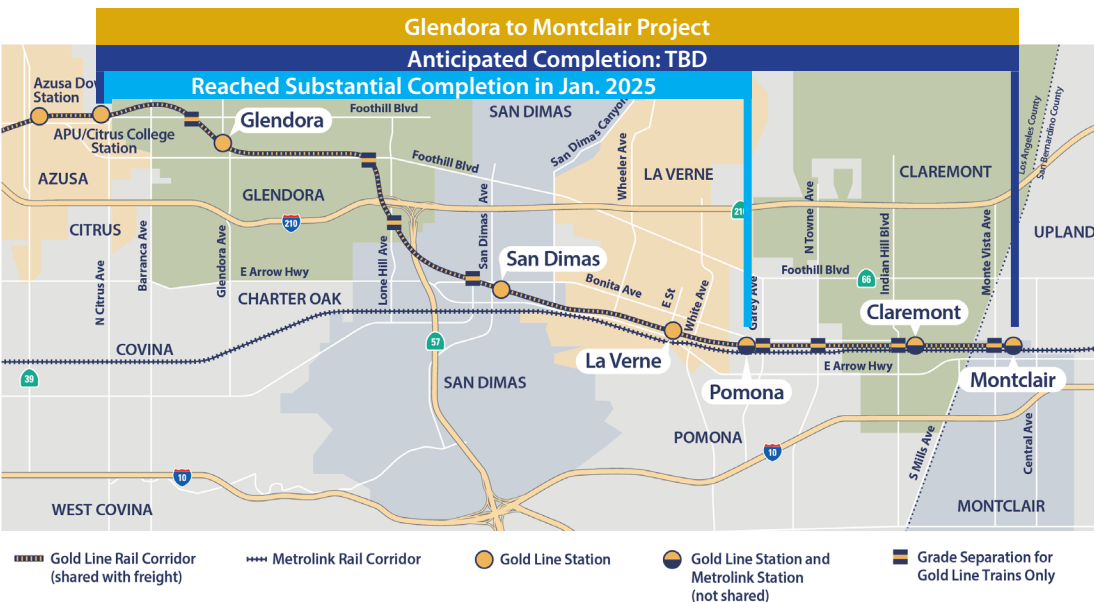 Glendora to Montclair Project
Anticipated Completion: TBD
Reached Substantial Completion in Jan. 2025
Azusa
Station
APU/Citrus College
Station
Glendora
Foothill Blvd
SAN DIMAS
San Dimas Canyon
Wheeler Ave
LA VERNE
CLAREMONT
Los Angeles County
San Bernardino County
AZUSA
GLENDORA
Foothill Blvd
210
210
CITRUS
N Citrus Ave
Barranca Ave
Glendora Ave
E Arrow Hwy
Lone Hill Ave
San Dimas Ave
San Dimas
Bonita Ave
E St
White Ave
Garey Ave
N Towne Ave
Foothill Blvd
66
Indian Hill Blvd
Monte Vista Ave
UPLAND
CHARTER OAK
COVINA
39
57
SAN DIMAS
La Verne
Pomona
Claremont
E Arrow Hwy
Montclair
POMONA
10
10
S Mills Ave
Central Ave
WEST COVINA
MONTCLAIR
Gold Line Rail Corridor
(shared with freight)
Metrolink Rail Corridor
Gold Line Station
Gold Line Station and
Metrolink Station
(not shared)
Grade Separation for
Gold Line Trains Only